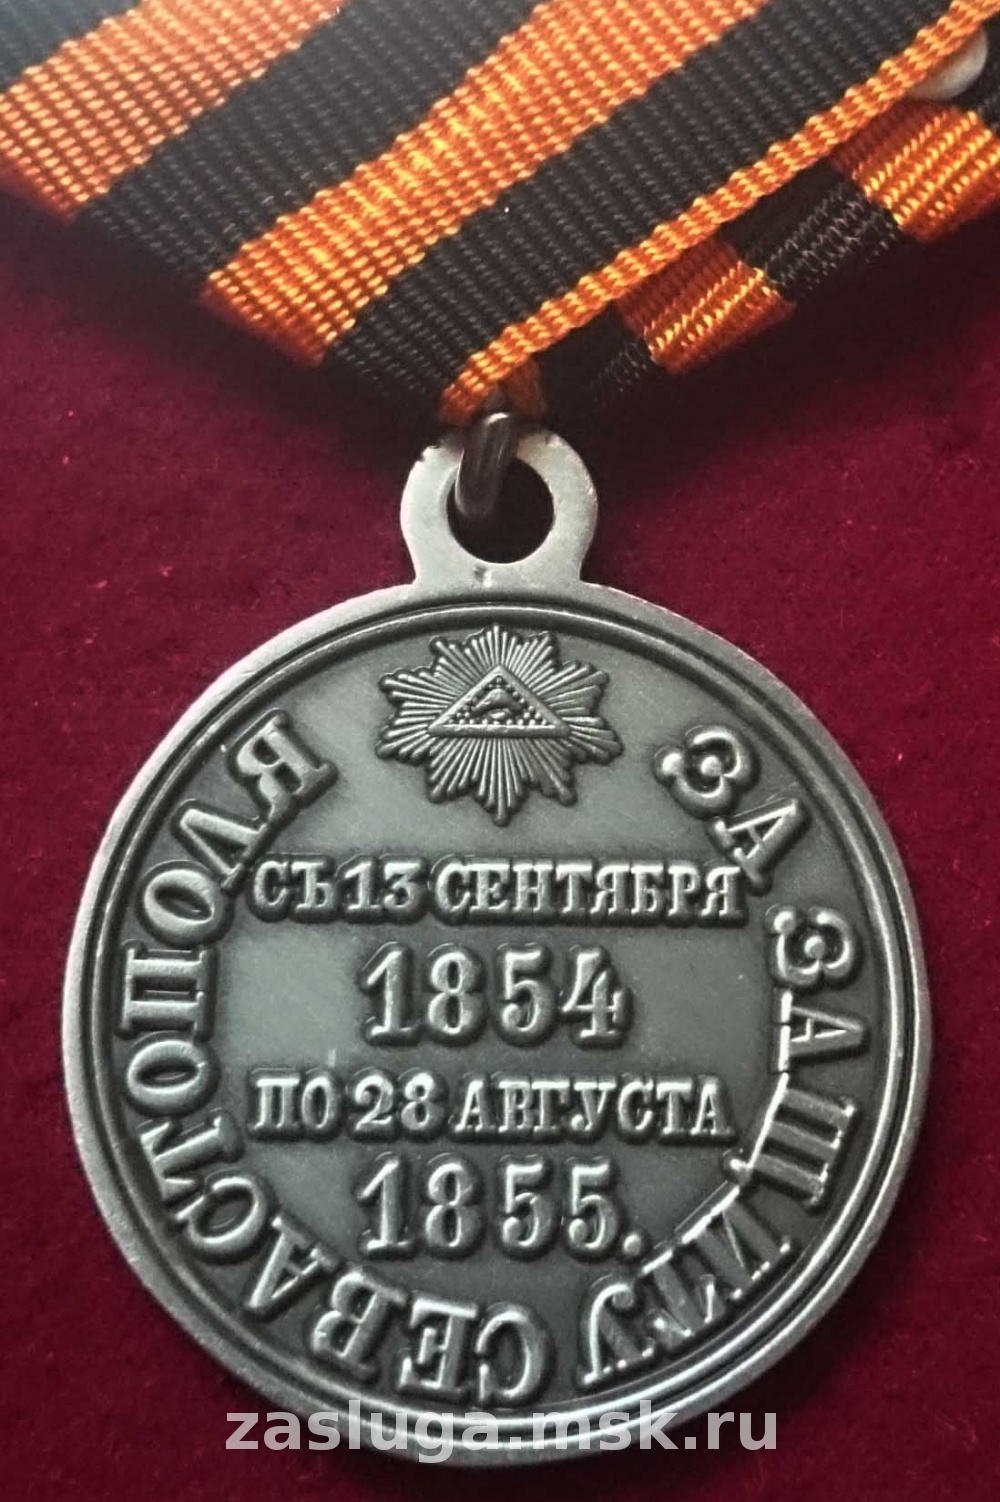 ЗА ЗАЩИТУ СЕВАСТОПОЛЯ
СЪ 13 СЕНТЯБРЯ
1854
ПО 28 АВГУСТА
1855.
zasluga.msk.ru